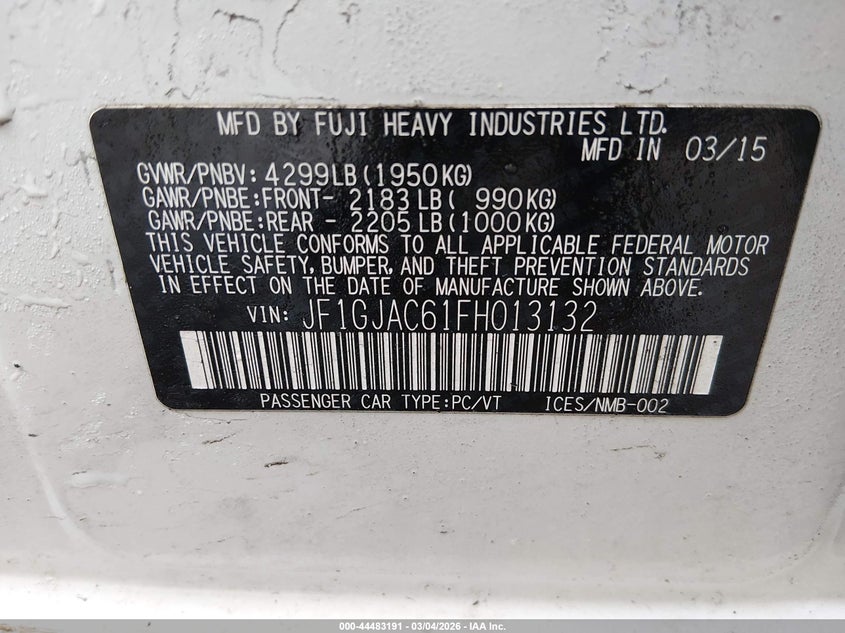 MFD BY FUJI HEAVY INDUSTRIES LTD.
MFD IN 03/15
GVWR/PNBV: 4299LB(1950KG)
GAWR/PNBE:FRONT- 2183LB( 990KG)
GAWR/PNBE:REAR - 2205LB(1000KG)
THIS VEHICLE CONFORMS TO ALL APPLICABLE FEDERAL MOTOR
VEHICLE SAFETY, BUMPER, AND THEFT PREVENTION STANDARDS
IN EFFECT ON THE DATE OF MANUFACTURE SHOWN ABOVE.
VIN: JF1GJAC61FH013132
PASSENGER CAR TYPE:PC/VT ICES/NMB-002
000-44483191 - 03/04/2026 - IAA Inc.